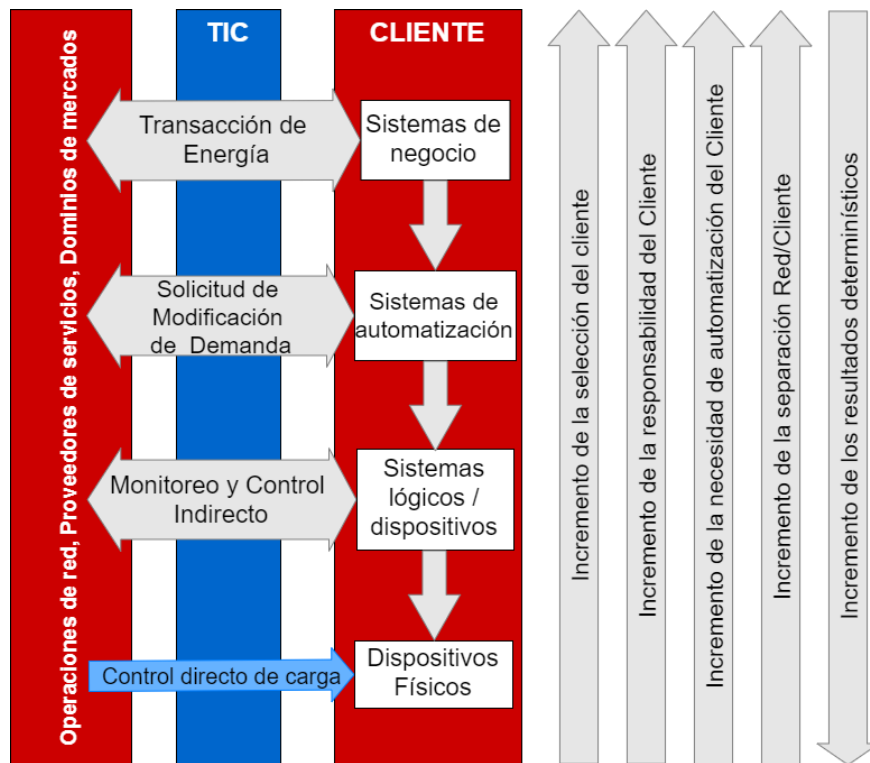 TIC
CLIENTE
Operaciones de red, Proveedores de servicios, Dominios de mercados
Transacción de
Energía
Sistemas de
negocio
Solicitud de
Modificación
de Demanda
Sistemas de
automatización
Monitoreo y Control
Indirecto
Sistemas
lógicos /
dispositivos
Control directo de carga
Dispositivos
Físicos
Incremento de la selección del cliente
Incremento de la responsabilidad del Cliente
Incremento de la necesidad de automatización del Cliente
Incremento de la separación Red/Cliente
Incremento de los resultados determinísticos